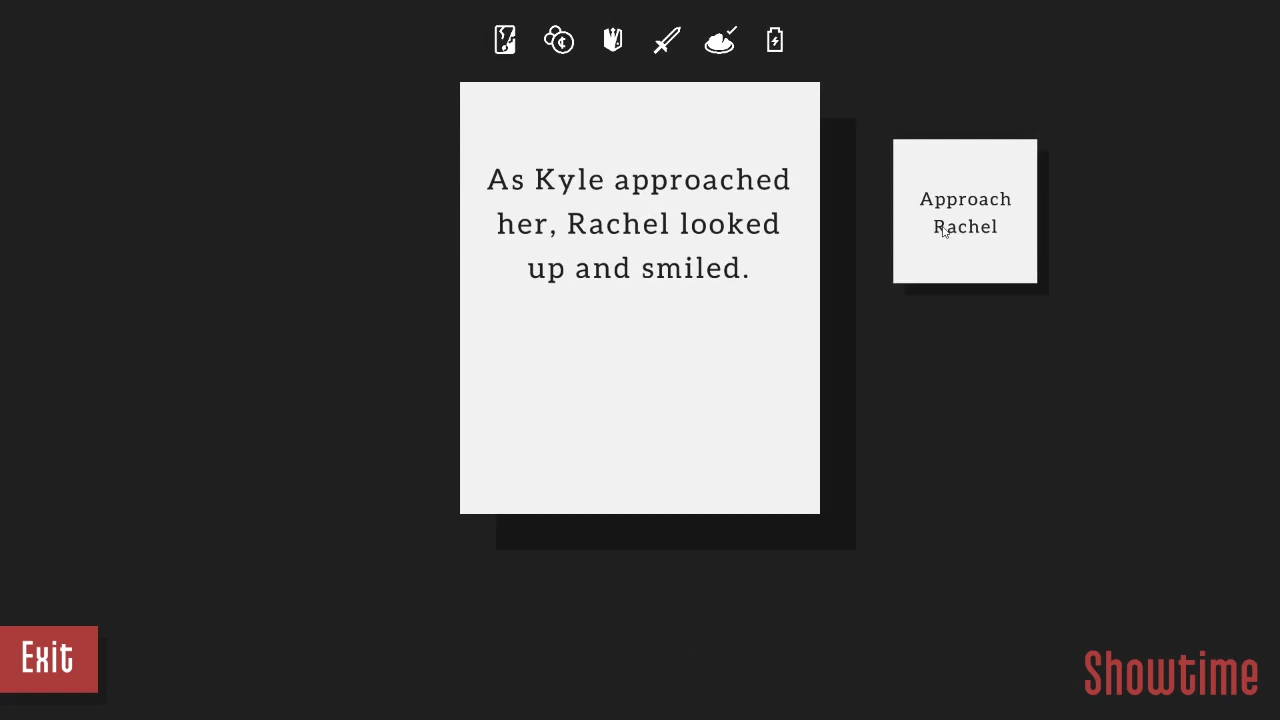 As Kyle approached
her, Rachel looked
up and smiled.
Approach
Rachel
Exit
Showtime